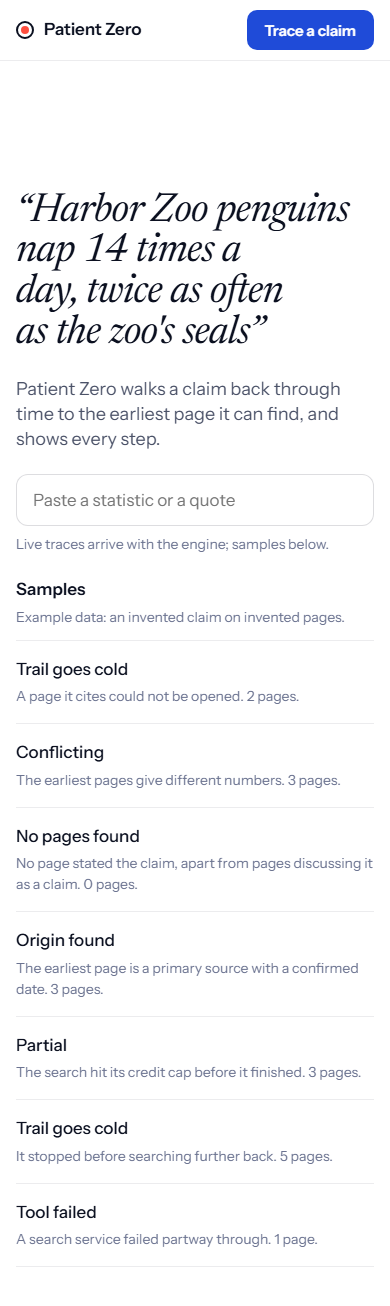 Patient Zero
Trace a claim
“Harbor Zoo penguins
nap 14 times a
day, twice as often
as the zoo's seals”
Patient Zero walks a claim back through
time to the earliest page it can find, and
shows every step.
Paste a statistic or a quote
Live traces arrive with the engine; samples below.
Samples
Example data: an invented claim on invented pages.
Trail goes cold
A page it cites could not be opened. 2 pages.
Conflicting
The earliest pages give different numbers. 3 pages.
No pages found
No page stated the claim, apart from pages discussing it
as a claim. 0 pages.
Origin found
The earliest page is a primary source with a confirmed
date. 3 pages.
Partial
The search hit its credit cap before it finished. 3 pages.
Trail goes cold
It stopped before searching further back. 5 pages.
Tool failed
A search service failed partway through. 1 page.